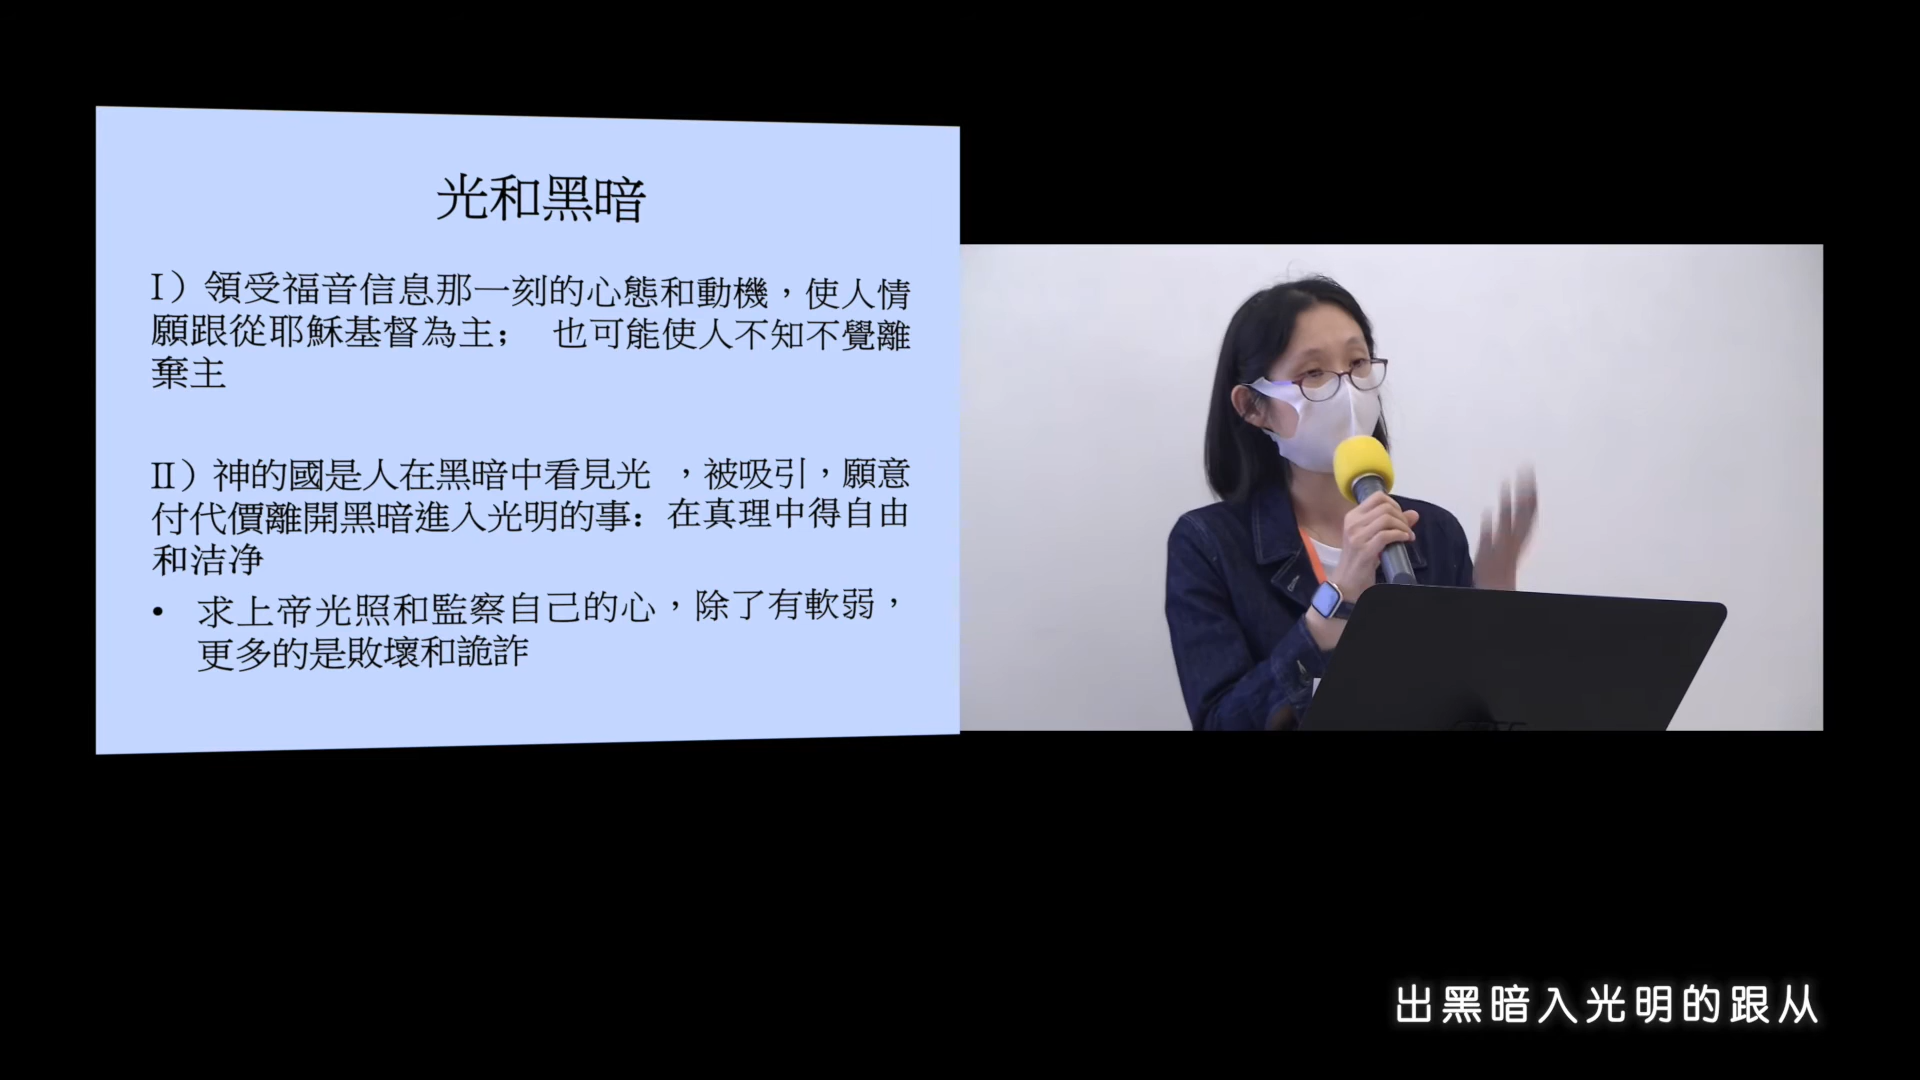 光和黑暗
I）領受福音信息那一刻的心態和動機，使人情
願跟從耶穌基督為主； 也可能使人不知不覺離
棄主
II）神的國是人在黑暗中看見光 ，被吸引，願意
付代價離開黑暗進入光明的事：在真理中得自由
和洁净
• 求上帝光照和監察自己的心，除了有軟弱，
更多的是敗壞和詭詐
出黑暗入光明的跟从